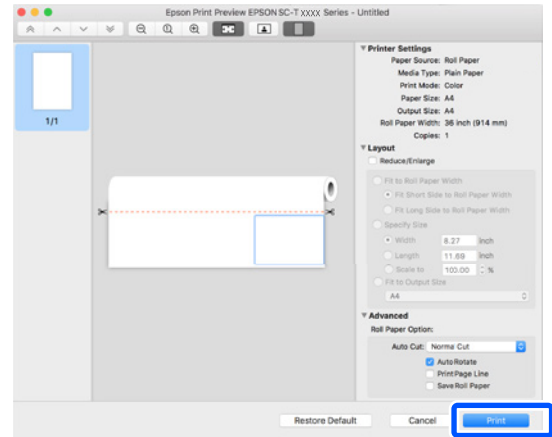 Epson Print Preview EPSON SC-T XXXX Series - Untitled
1/1
Printer Settings
Paper Source: Roll Paper
Media Type: Plain Paper
Print Mode: Color
Paper Size: A4
Output Size: A4
Roll Paper Width: 36 inch (914 mm)
Copies: 1
Layout
Reduce/Enlarge
Fit to Roll Paper Width
Fit Short Side to Roll Paper Width
Fit Long Side to Roll Paper Width
Specify Size
Width 8.27 inch
Length 11.69 inch
Scale to 100.00 %
Fit to Output Size
A4
Advanced
Roll Paper Option:
Auto Cut: Normal Cut
Auto Rotate
Print Page Line
Save Roll Paper
Restore Default Cancel Print